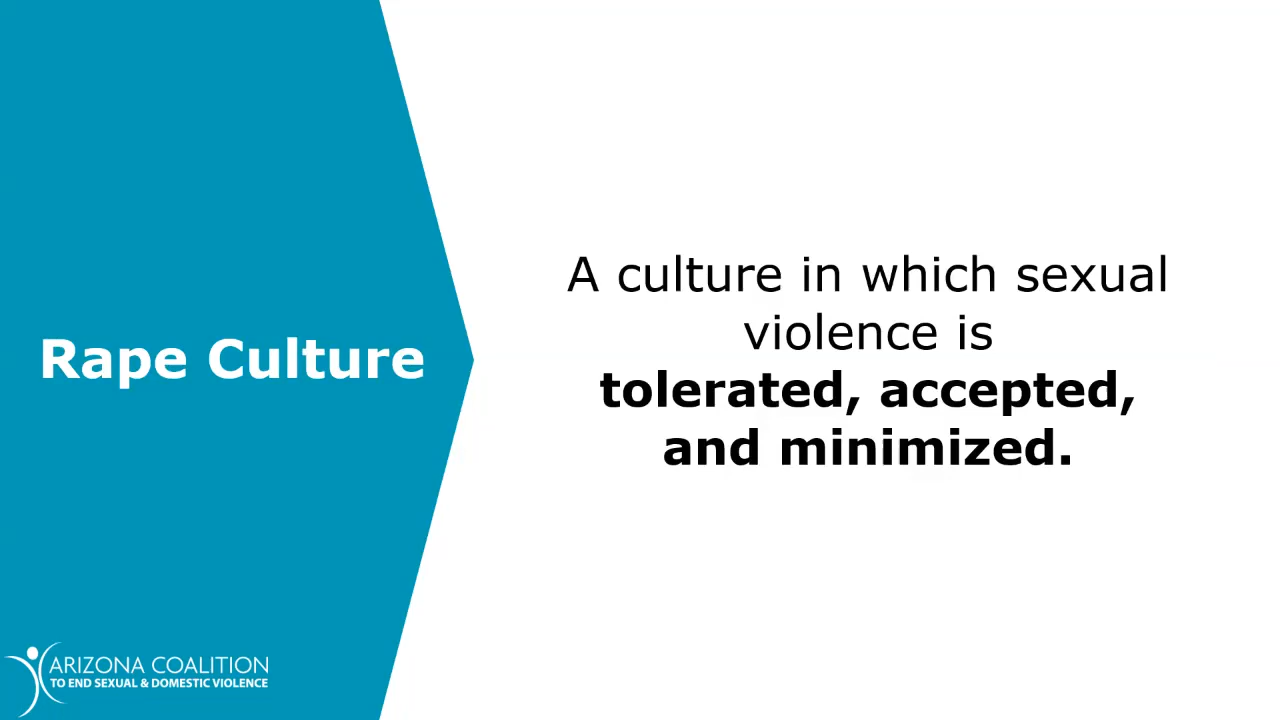 Rape Culture
A culture in which sexual
violence is
tolerated, accepted,
and minimized.
ARIZONA COALITION
TO END SEXUAL & DOMESTIC VIOLENCE